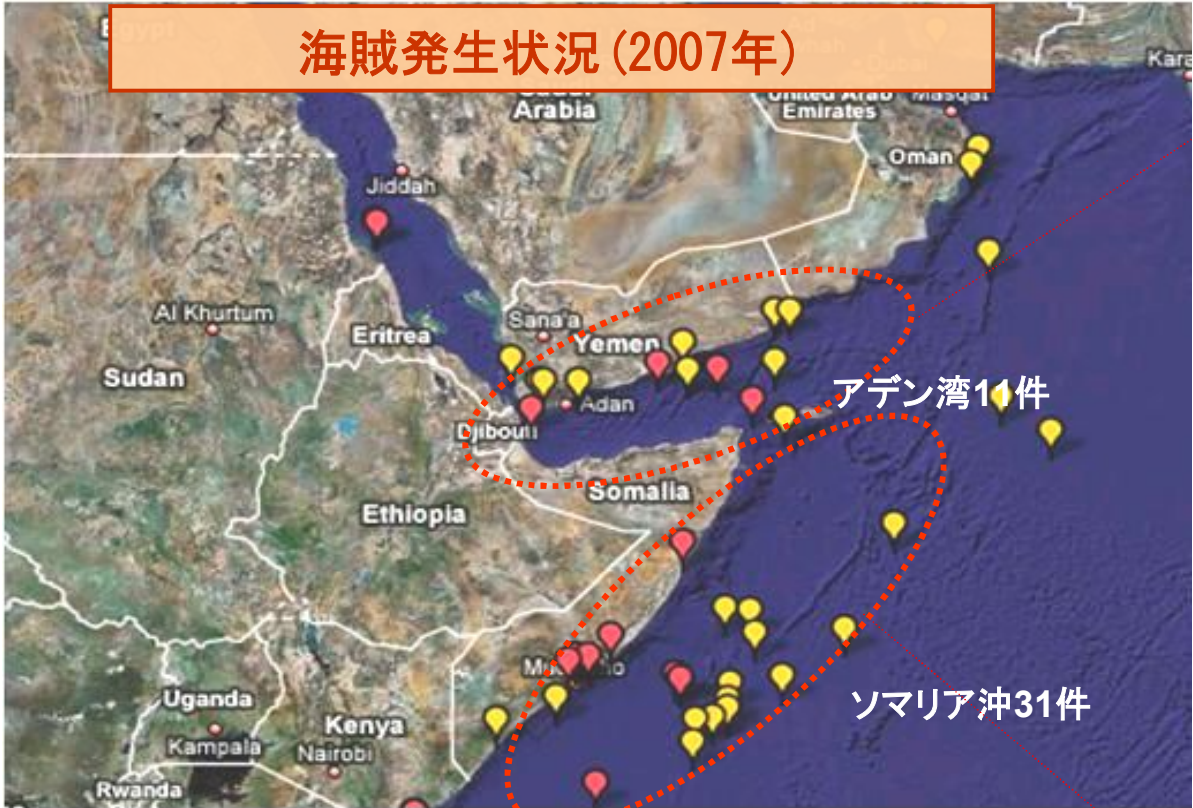 海賊発生状況(2007年)
Egypt
Kara
Saudi
Arabia
United Arab
Emirates
Masqat
Oman
Jiddah
Al Khurtum
Eritrea
Sana'a
Yemen
Sudan
Adan
アデン湾11件
Djibouti
Somalia
Ethiopia
Uganda
Kenya
ソマリア沖31件
Kampala
Nairobi
Rwanda